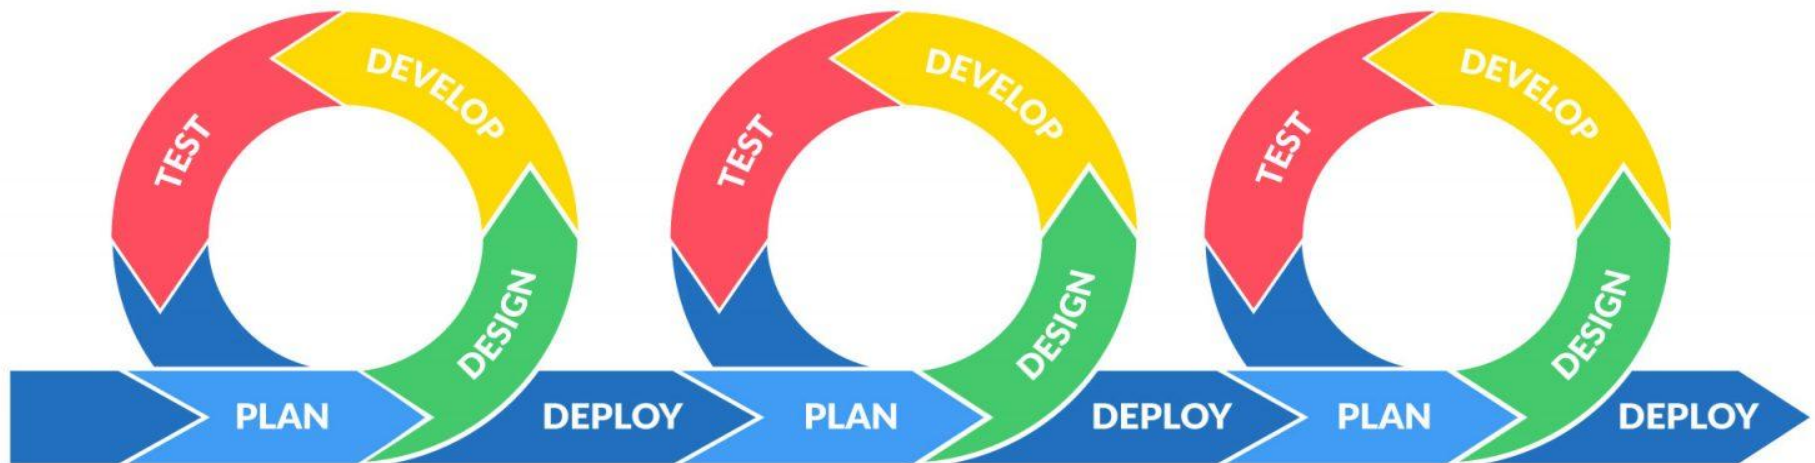 PLAN
DESIGN
DEVELOP
TEST
DEPLOY
PLAN
DESIGN
DEVELOP
TEST
DEPLOY
PLAN
DESIGN
DEVELOP
TEST
DEPLOY